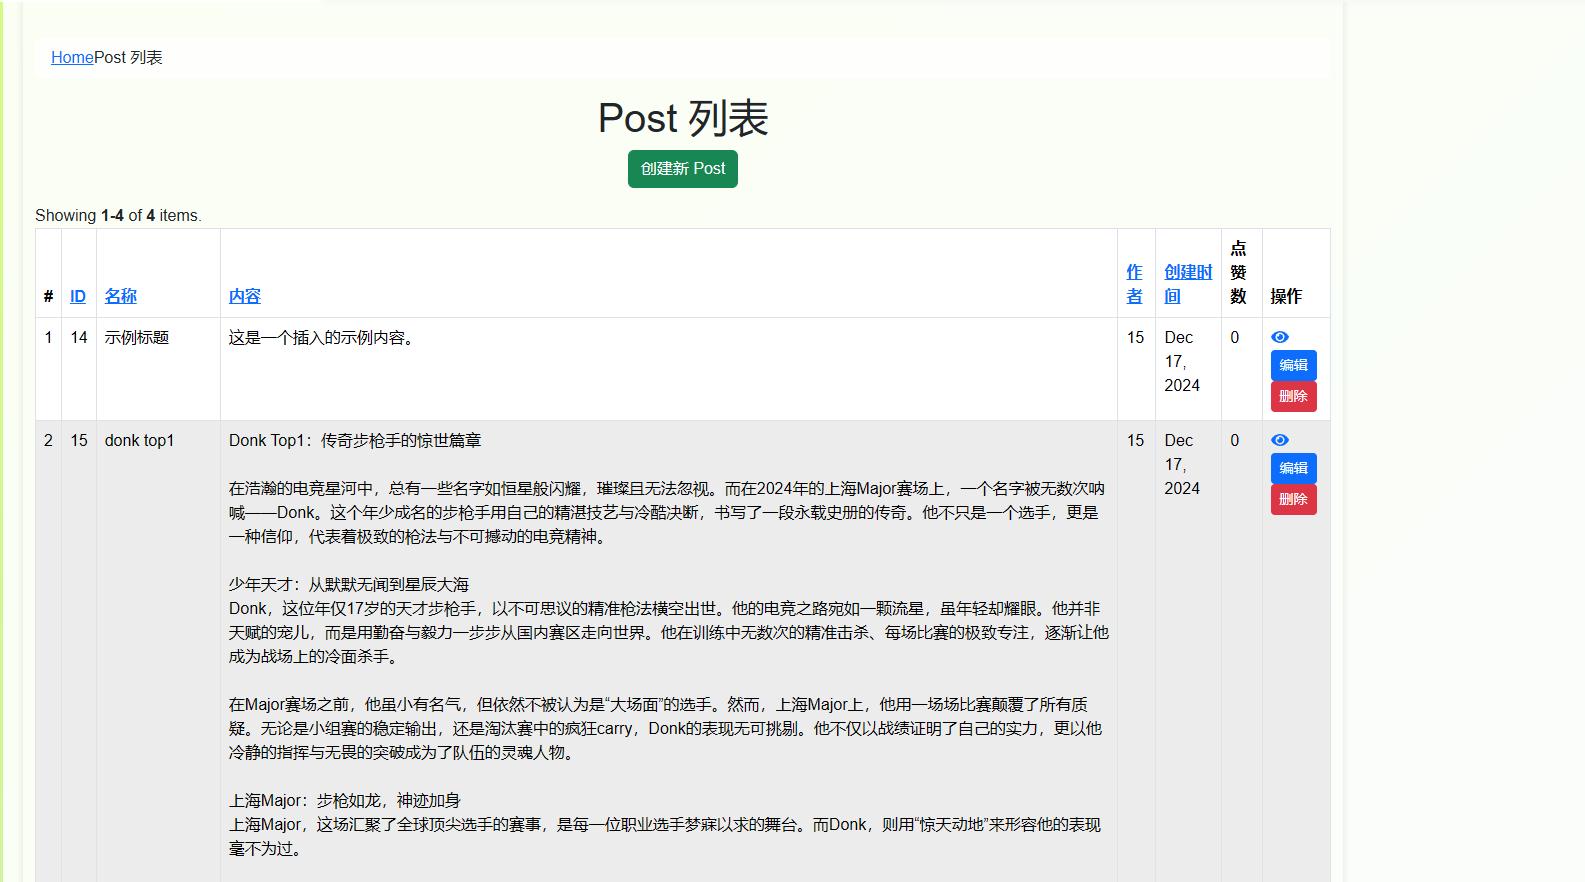 HomePost 列表
Post 列表
创建新 Post
Showing 1-4 of 4 items.
# ID 名称 内容 作者 创建时间 点赞数 操作
1 14 示例标题 这是一个插入的示例内容。 15 Dec 17, 2024 0
编辑
删除
2 15 donk top1 Donk Top1：传奇步枪手的惊世篇章 15 Dec 17, 2024 0
编辑
删除
在浩瀚的电竞星河中，总有一些名字如恒星般闪耀，璀璨且无法忽视。而在2024年的上海Major赛场上，一个名字被无数次呐
喊——Donk。这个年少成名的步枪手用自己的精湛技艺与冷酷决断，书写了一段永载史册的传奇。他不只是一个选手，更是
一种信仰，代表着极致的枪法与不可撼动的电竞精神。
少年天才：从默默无闻到星辰大海
Donk，这位年仅17岁的天才步枪手，以不可思议的精准枪法横空出世。他的电竞之路宛如一颗流星，虽年轻却耀眼。他并非
天赋的宠儿，而是用勤奋与毅力一步步从国内赛区走向世界。他在训练中无数次的精准击杀、每场比赛的极致专注，逐渐让他
成为战场上的冷面杀手。
在Major赛场之前，他虽小有名气，但依然不被认为是“大场面”的选手。然而，上海Major上，他用一场场比赛颠覆了所有质
疑。无论是小组赛的稳定输出，还是淘汰赛中的疯狂carry，Donk的表现无可挑剔。他不仅以战绩证明了自己的实力，更以他
冷静的指挥与无畏的突破成为了队伍的灵魂人物。
上海Major：步枪如龙，神迹加身
上海Major，这场汇聚了全球顶尖选手的赛事，是每一位职业选手梦寐以求的舞台。而Donk，则用“惊天动地”来形容他的表现
毫不为过。